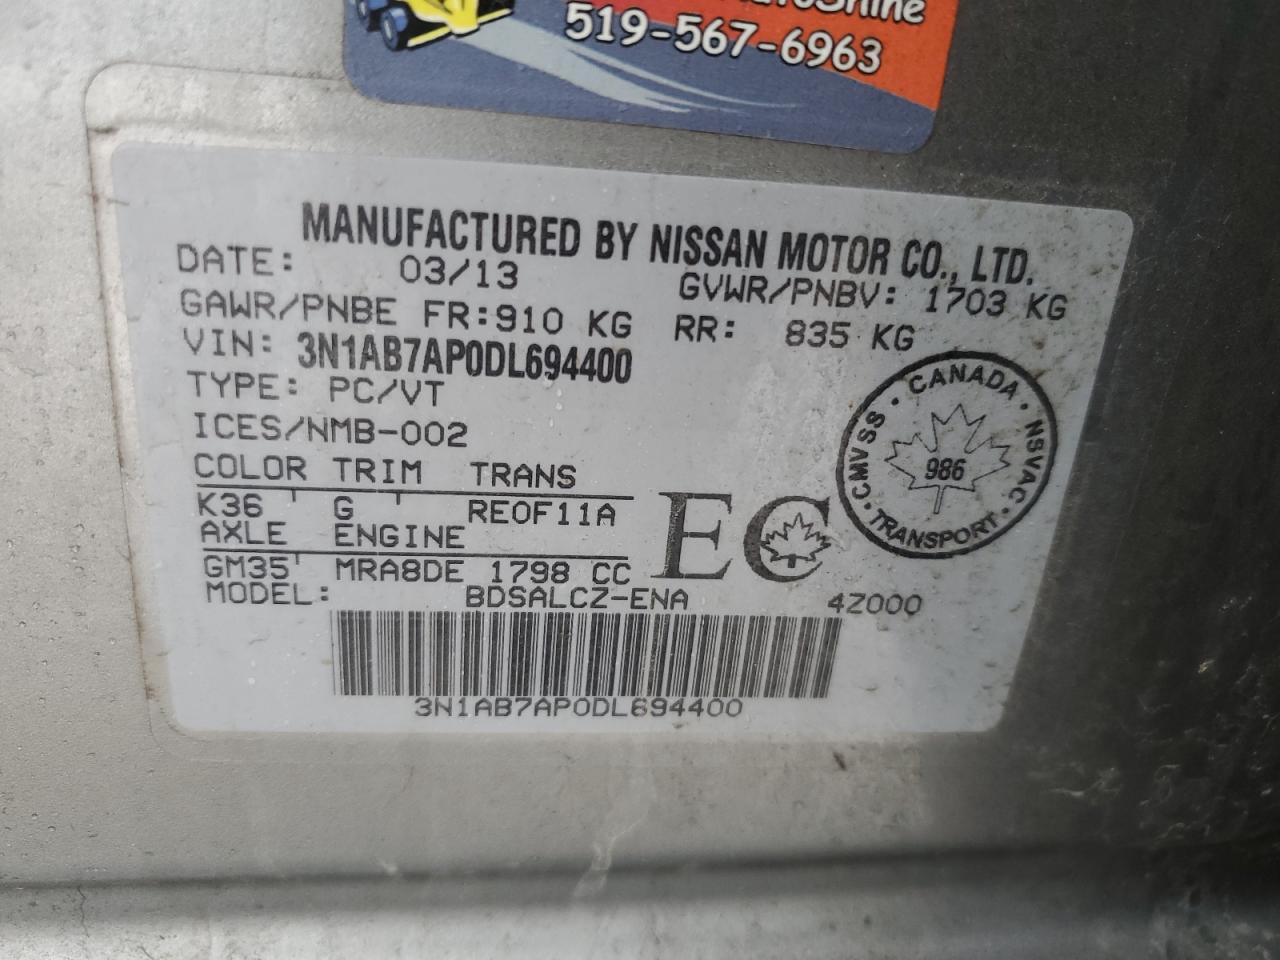 Shine
519-567-6963
MANUFACTURED BY NISSAN MOTOR CO., LTD.
DATE: 03/13 GVWR/PNBV: 1703 KG
GAWR/PNBE FR:910 KG RR: 835 KG
VIN: 3N1AB7AP0DL694400
TYPE: PC/VT
ICES/NMB-002
COLOR TRIM TRANS
K36 G RE0F11A
AXLE ENGINE
GM35 MRA8DE 1798 CC
MODEL: BDSALCZ-ENA 4Z000
EC
CANADA · NSVAC · TRANSPORT · CMVSS ·
986
3N1AB7AP0DL694400